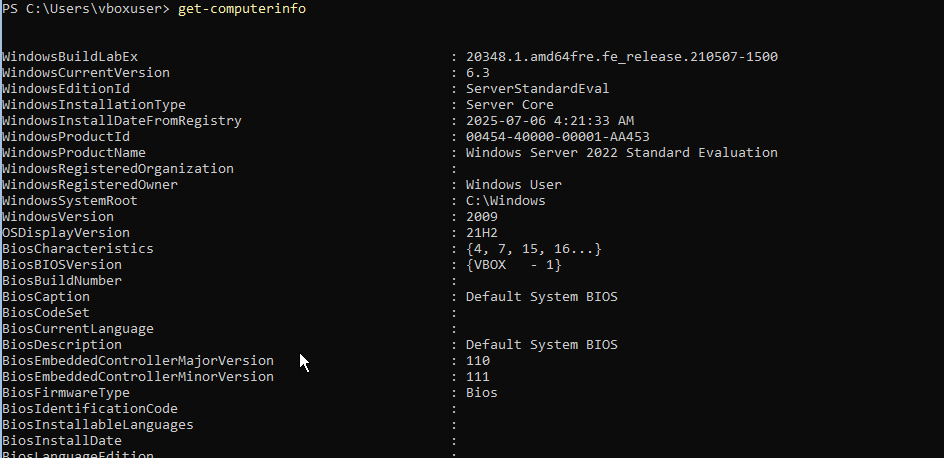 PS C:\Users\vboxuser> get-computerinfo
WindowsBuildLabEx : 20348.1.amd64fre.fe_release.210507-1500
WindowsCurrentVersion : 6.3
WindowsEditionId : ServerStandardEval
WindowsInstallationType : Server Core
WindowsInstallDateFromRegistry : 2025-07-06 4:21:33 AM
WindowsProductId : 00454-40000-00001-AA453
WindowsProductName : Windows Server 2022 Standard Evaluation
WindowsRegisteredOrganization :
WindowsRegisteredOwner : Windows User
WindowsSystemRoot : C:\Windows
WindowsVersion : 2009
OSDisplayVersion : 21H2
BiosCharacteristics : {4, 7, 15, 16...}
BiosBIOSVersion : {VBOX   - 1}
BiosBuildNumber :
BiosCaption : Default System BIOS
BiosCodeSet :
BiosCurrentLanguage :
BiosDescription : Default System BIOS
BiosEmbeddedControllerMajorVersion : 110
BiosEmbeddedControllerMinorVersion : 111
BiosFirmwareType : Bios
BiosIdentificationCode :
BiosInstallableLanguages :
BiosInstallDate :
BiosLanguageEdition :